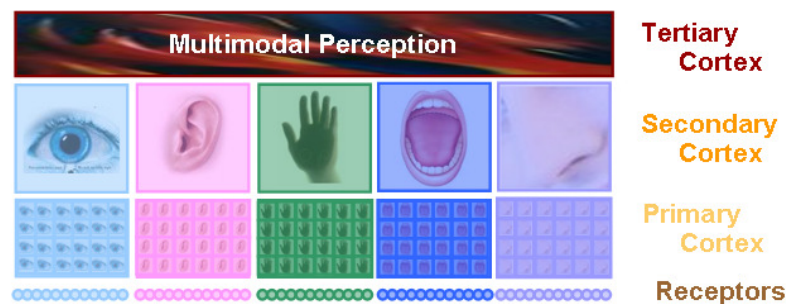 Multimodal Perception
Tertiary
Cortex
Secondary
Cortex
Primary
Cortex
Receptors